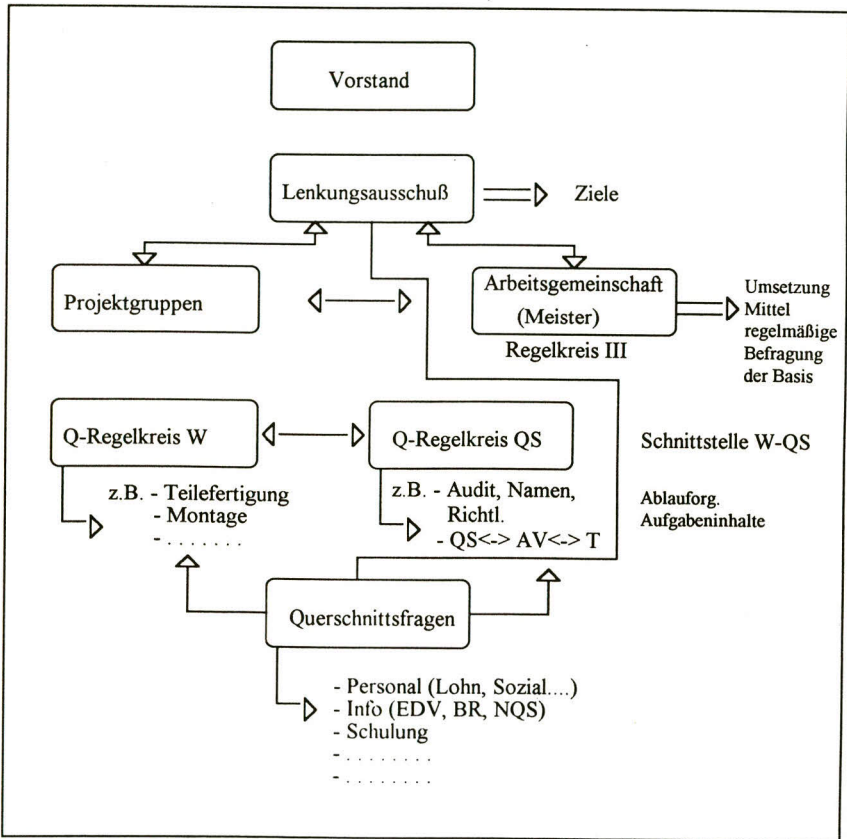 Vorstand
Lenkungsausschuß
Ziele
Projektgruppen
Arbeitsgemeinschaft
(Meister)
Regelkreis III
Umsetzung
Mittel
regelmäßige
Befragung
der Basis
Q-Regelkreis W
Q-Regelkreis QS
Schnittstelle W-QS
z.B. - Teilefertigung
- Montage
- . . . . . . .
z.B. - Audit, Namen,
Richtl.
- QS<-> AV<-> T
Ablauforg.
Aufgabeninhalte
Querschnittsfragen
- Personal (Lohn, Sozial....)
- Info (EDV, BR, NQS)
- Schulung
- . . . . . . . .
- . . . . . . . .